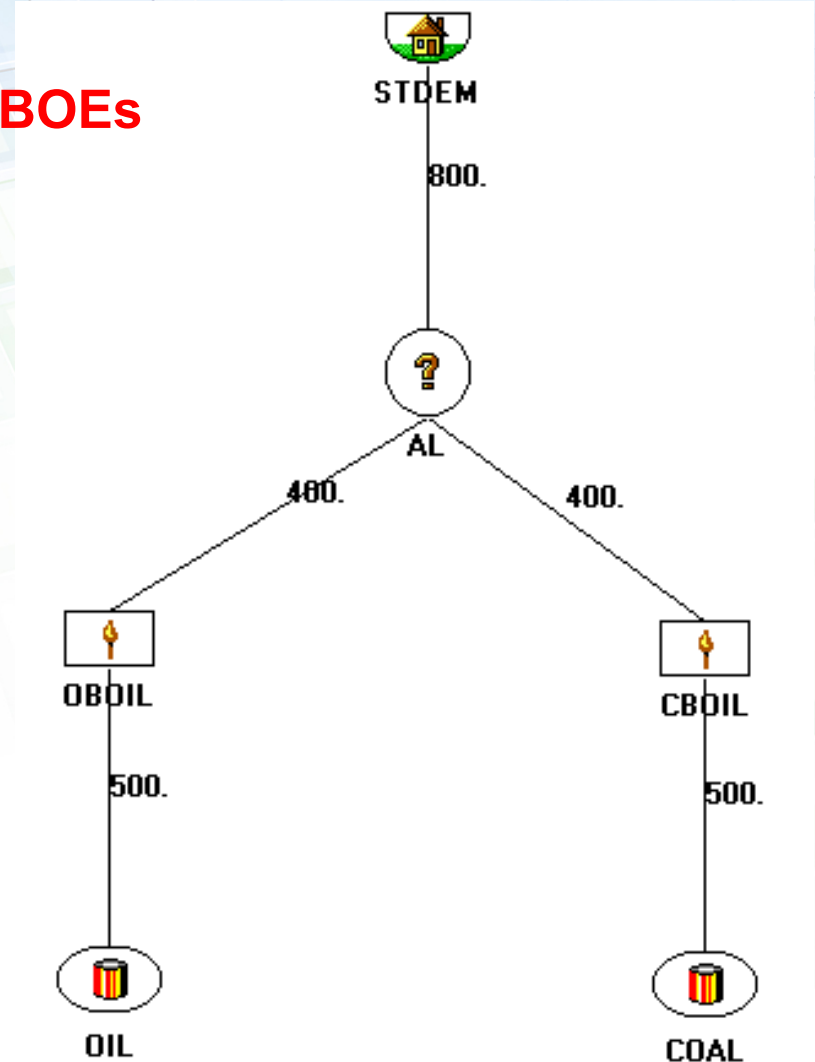 BOEs
STDEM
800.
?
AL
400.
400.
OBOIL
CBOIL
500.
500.
OIL
COAL